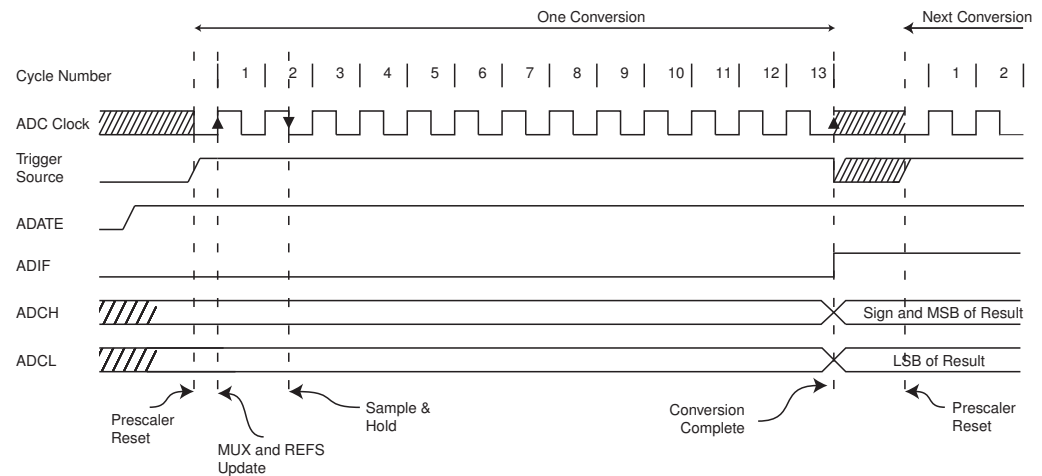 One Conversion
Next Conversion
Cycle Number
1 2 3 4 5 6 7 8 9 10 11 12 13 1 2
ADC Clock
Trigger
Source
ADATE
ADIF
ADCH
Sign and MSB of Result
ADCL
LSB of Result
Prescaler
Reset
MUX and REFS
Update
Sample &
Hold
Conversion
Complete
Prescaler
Reset